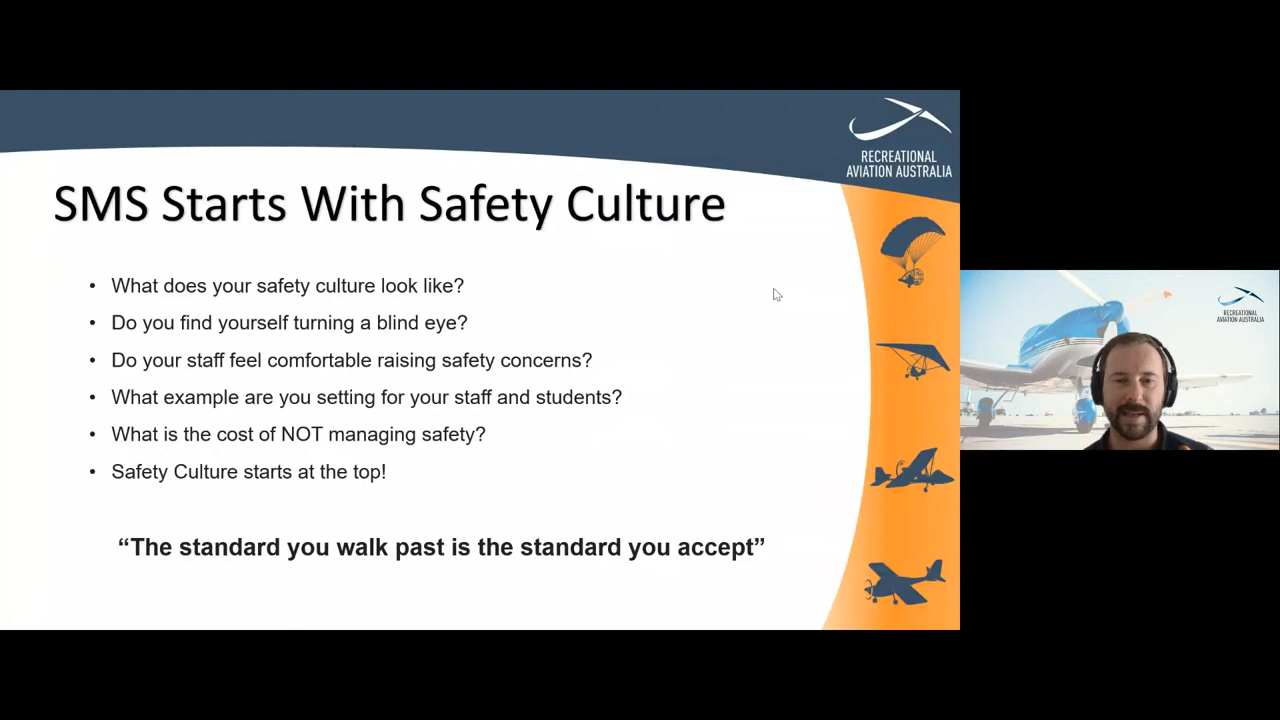 RECREATIONAL
AVIATION AUSTRALIA
SMS Starts With Safety Culture
• What does your safety culture look like?
• Do you find yourself turning a blind eye?
• Do your staff feel comfortable raising safety concerns?
• What example are you setting for your staff and students?
• What is the cost of NOT managing safety?
• Safety Culture starts at the top!
“The standard you walk past is the standard you accept”
RECREATIONAL
AVIATION AUSTRALIA